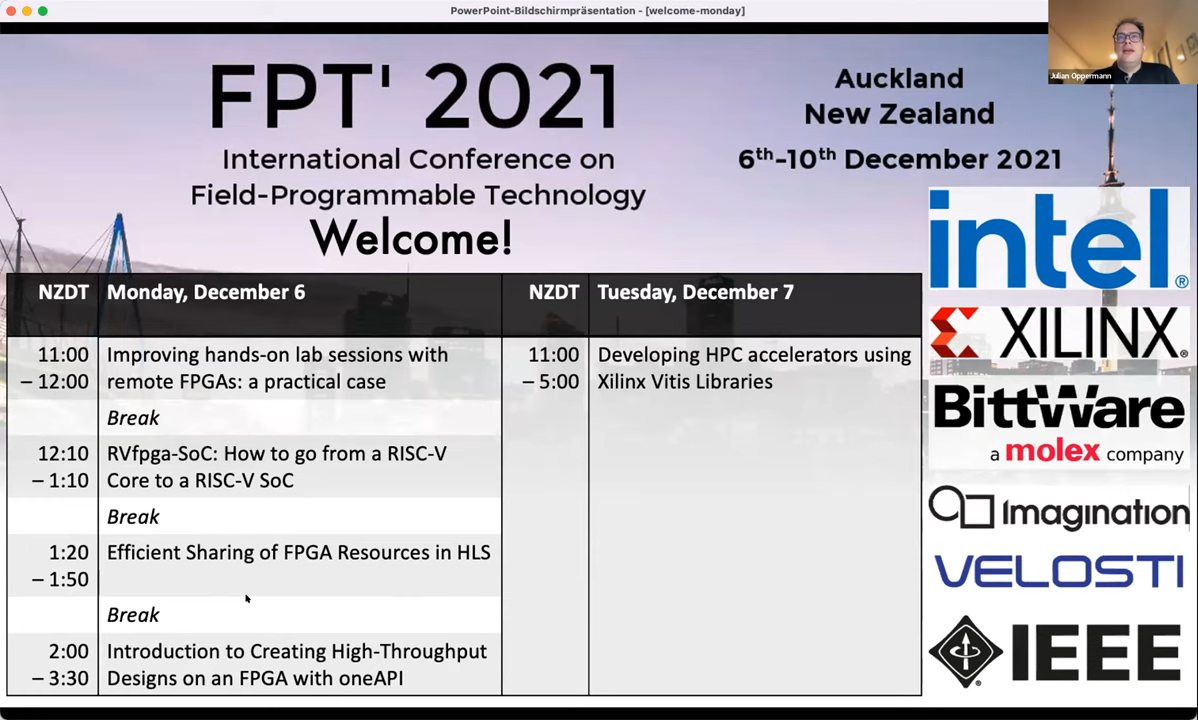 PowerPoint-Bildschirmpräsentation - [welcome-monday]
Julian Oppermann
FPT' 2021
International Conference on
Field-Programmable Technology
Welcome!
Auckland
New Zealand
6th-10th December 2021
NZDT Monday, December 6
11:00 Improving hands-on lab sessions with
– 12:00 remote FPGAs: a practical case
Break
12:10 RVfpga-SoC: How to go from a RISC-V
– 1:10 Core to a RISC-V SoC
Break
1:20 Efficient Sharing of FPGA Resources in HLS
– 1:50
Break
2:00 Introduction to Creating High-Throughput
– 3:30 Designs on an FPGA with oneAPI
NZDT Tuesday, December 7
11:00 Developing HPC accelerators using
– 5:00 Xilinx Vitis Libraries
intel®
XILINX®
BittWare
a molex company
Imagination
VELOSTI
IEEE